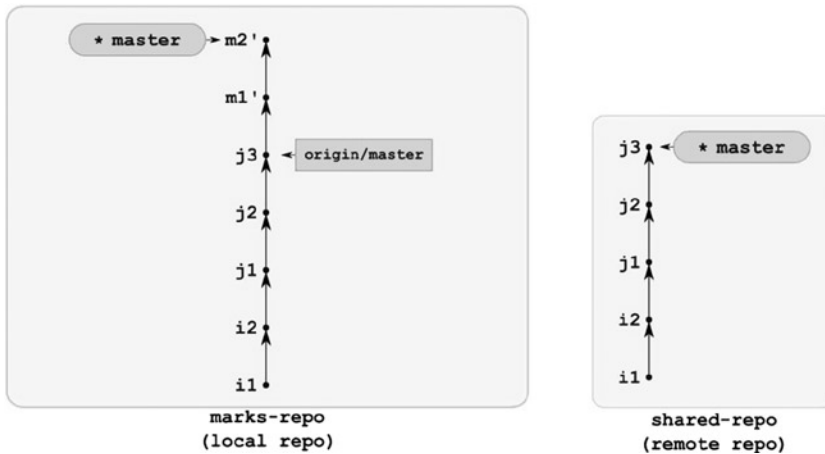 * master
m2'
m1'
j3
origin/master
j2
j1
i2
i1
marks-repo
(local repo)
j3
* master
j2
j1
i2
i1
shared-repo
(remote repo)